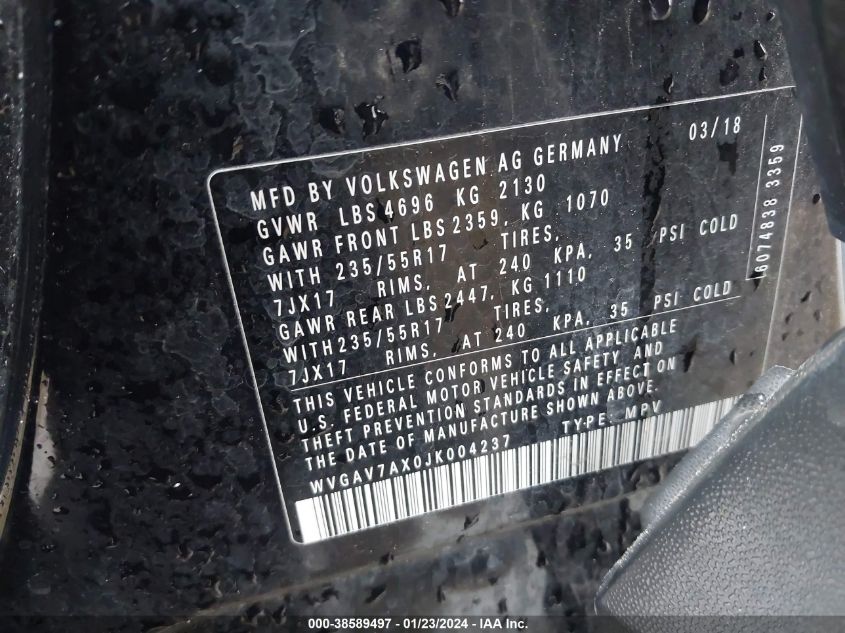 MFD BY VOLKSWAGEN AG GERMANY 03/18
GVWR LBS 4696 KG 2130
GAWR FRONT LBS 2359, KG 1070
WITH 235/55R17 TIRES,
7JX17 RIMS, AT 240 KPA, 35 PSI COLD
GAWR REAR LBS 2447, KG 1110
WITH 235/55R17 TIRES,
7JX17 RIMS, AT 240 KPA, 35 PSI COLD
THIS VEHICLE CONFORMS TO ALL APPLICABLE
U.S. FEDERAL MOTOR VEHICLE SAFETY AND
THEFT PREVENTION STANDARDS IN EFFECT ON
THE DATE OF MANUFACTURE SHOWN ABOVE.
WVGAV7AX0JK004237 TYPE: MPV
6074838 3359
000-38589497 - 01/23/2024 - IAA Inc.